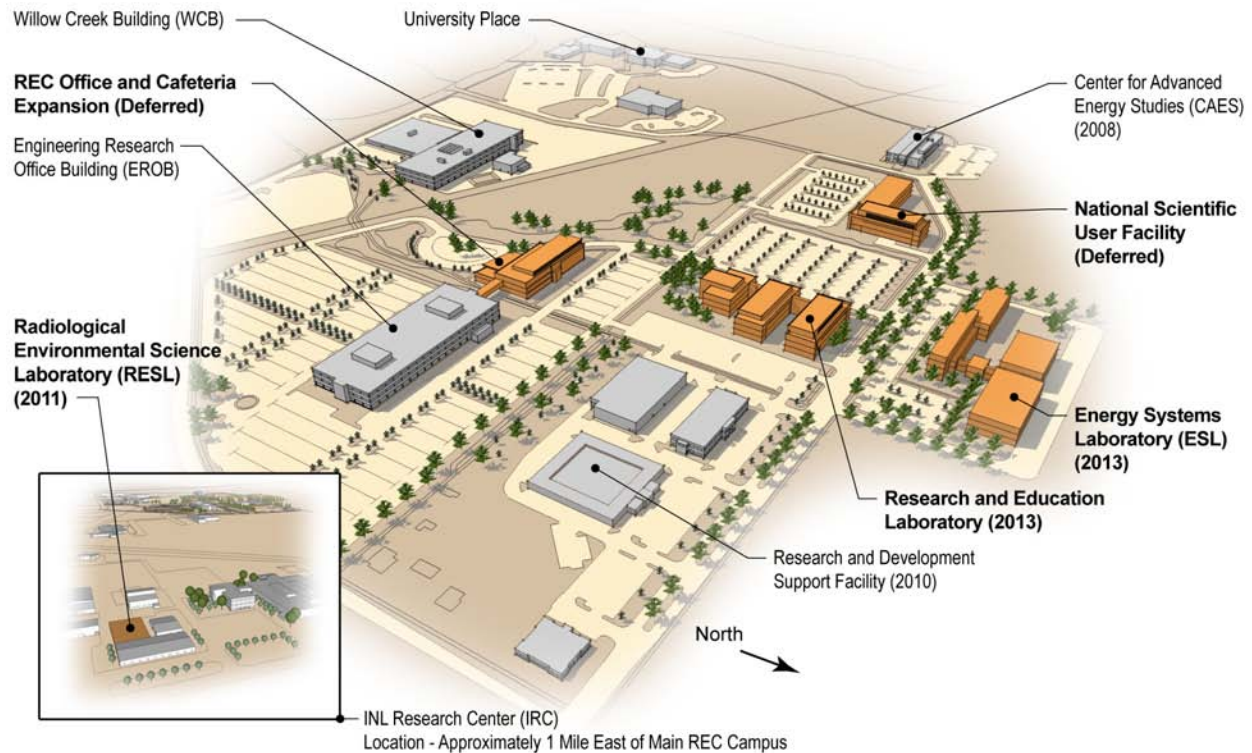 Willow Creek Building (WCB)
University Place
REC Office and Cafeteria
Expansion (Deferred)
Center for Advanced
Energy Studies (CAES)
(2008)
Engineering Research
Office Building (EROB)
National Scientific
User Facility
(Deferred)
Radiological
Environmental Science
Laboratory (RESL)
(2011)
Energy Systems
Laboratory (ESL)
(2013)
Research and Education
Laboratory (2013)
Research and Development
Support Facility (2010)
North
INL Research Center (IRC)
Location - Approximately 1 Mile East of Main REC Campus